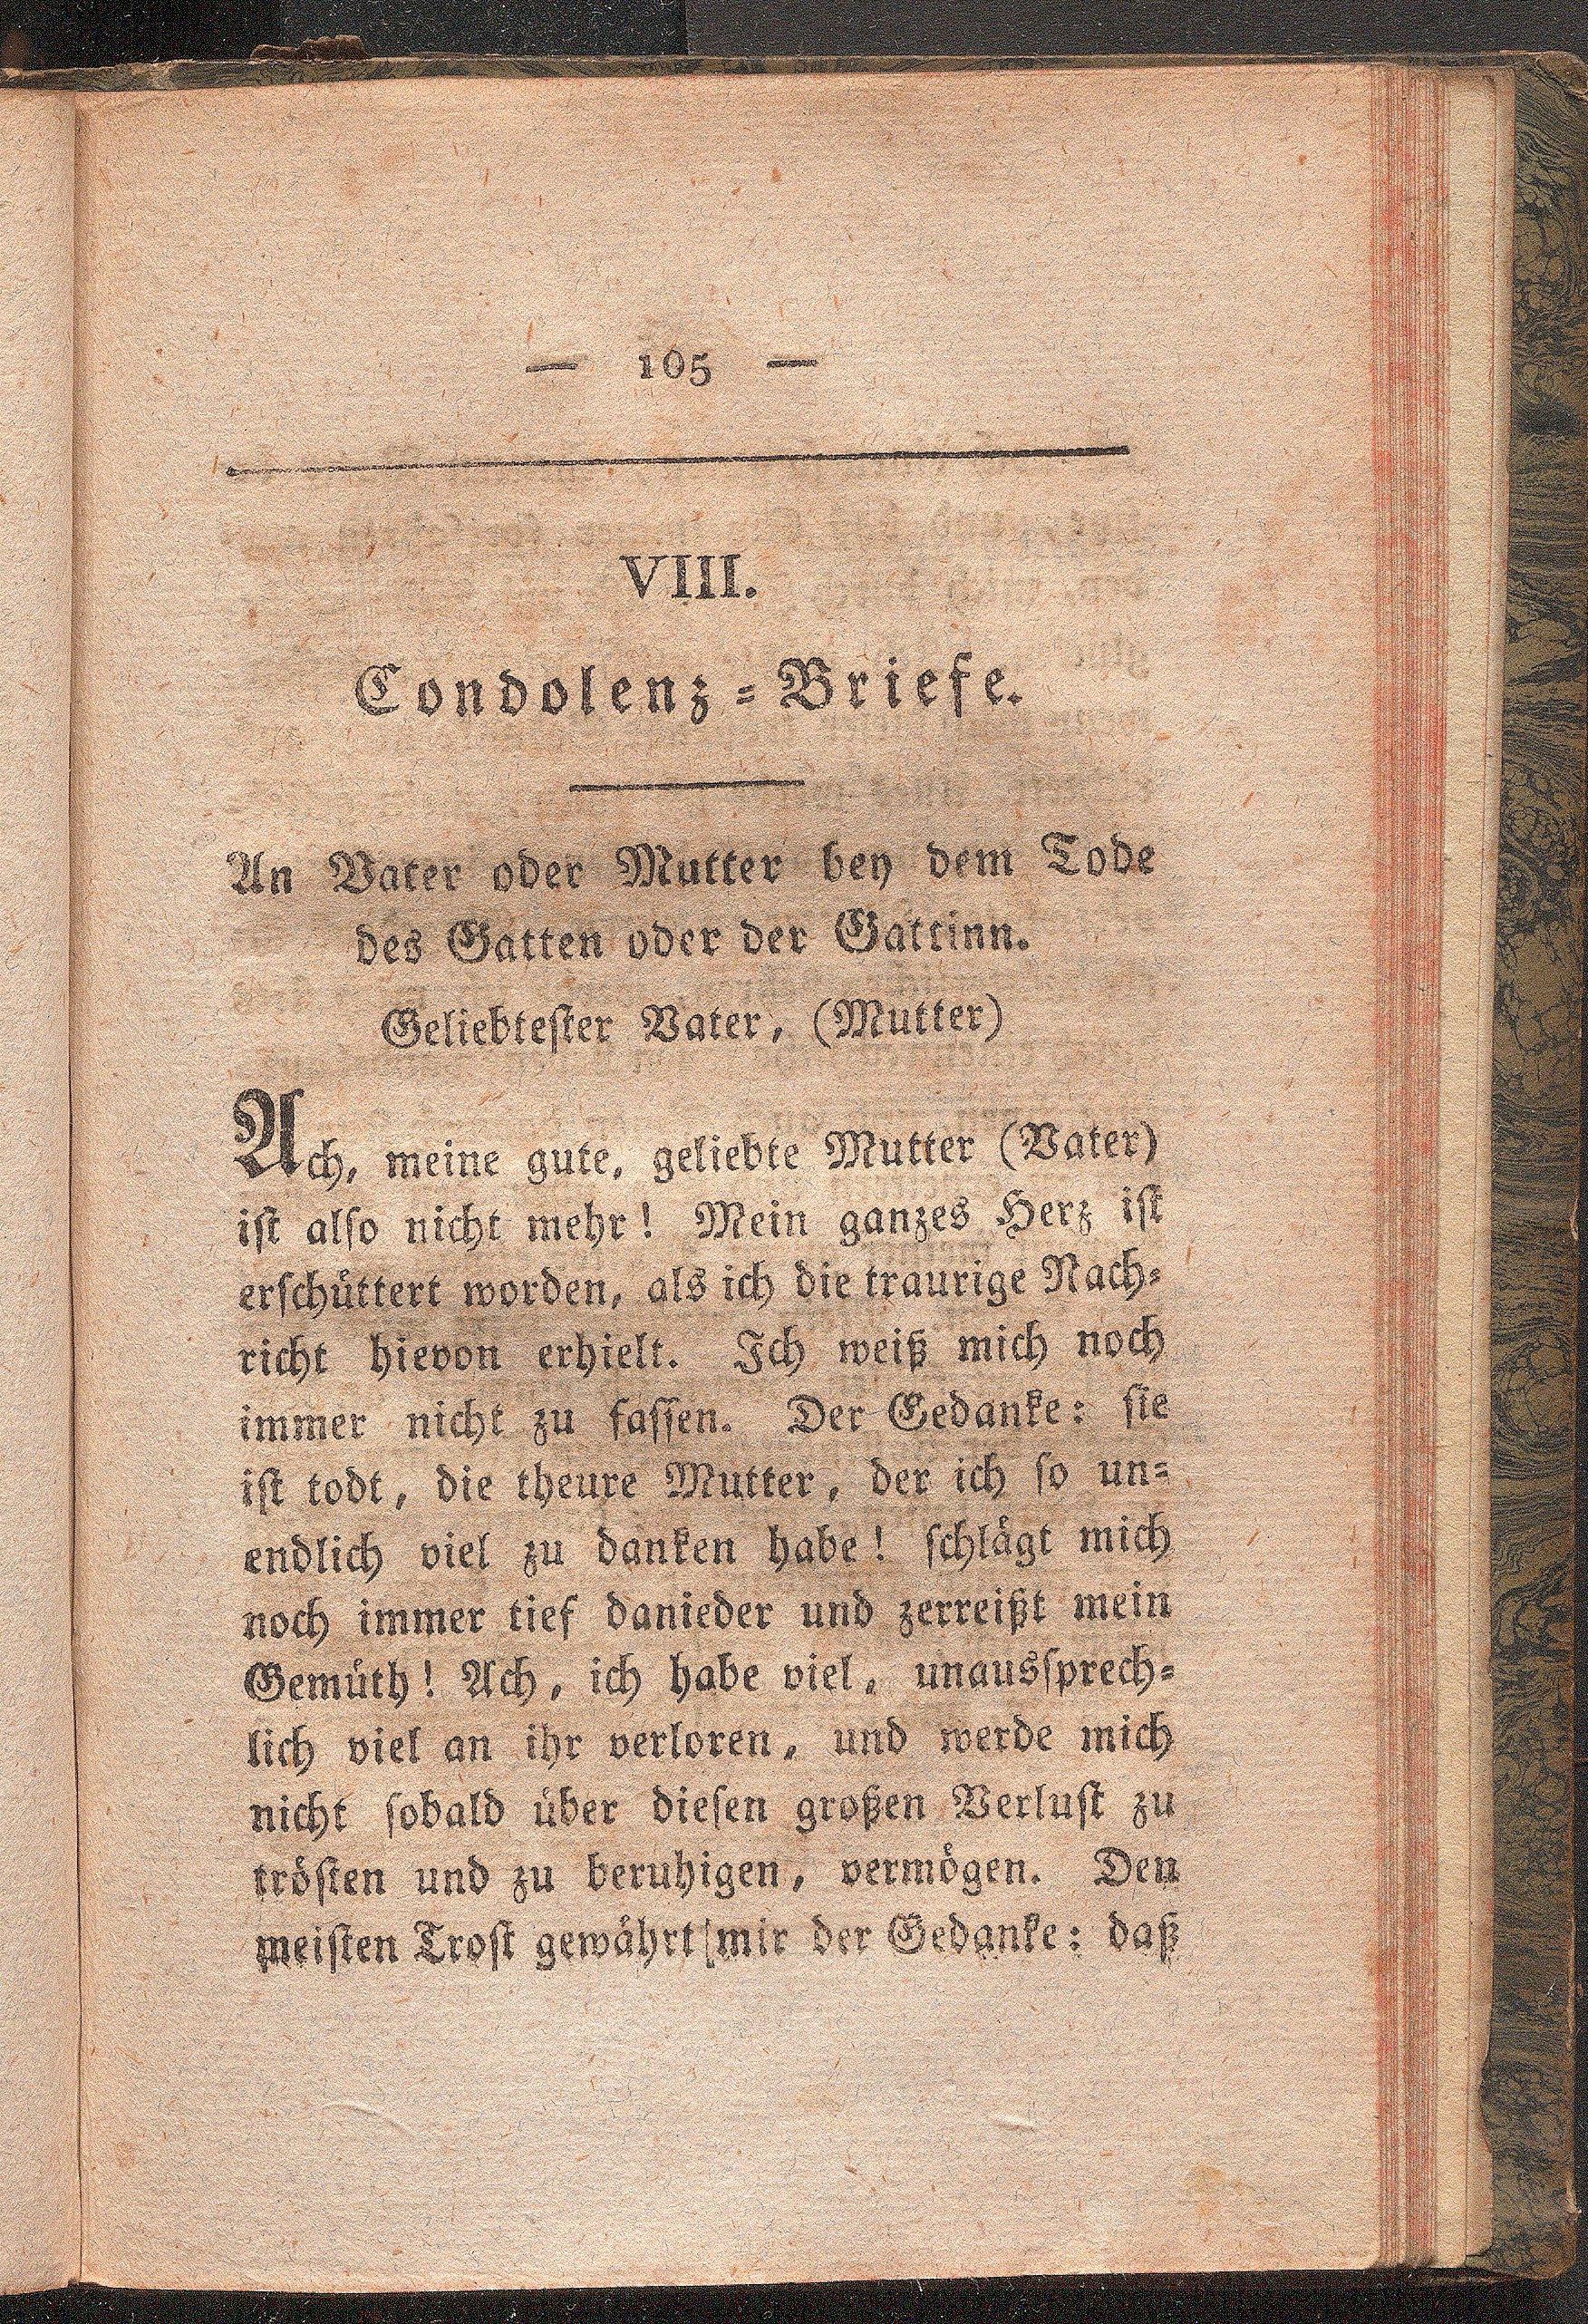 — 105 —
VIII.
Condolenz-Briefe.
An Vater oder Mutter bey dem Tode
des Gatten oder der Gattinn.
Geliebtester Vater, (Mutter)
Ach, meine gute, geliebte Mutter (Vater)
ist also nicht mehr! Mein ganzes Herz ist
erschüttert worden, als ich die traurige Nach-
richt hievon erhielt. Ich weiß mich noch
immer nicht zu fassen. Der Gedanke: sie
ist todt, die theure Mutter, der ich so un-
endlich viel zu danken habe! schlägt mich
noch immer tief danieder und zerreißt mein
Gemüth! Ach, ich habe viel, unaussprech-
lich viel an ihr verloren, und werde mich
nicht sobald über diesen großen Verlust zu
trösten und zu beruhigen, vermögen. Den
meisten Trost gewährt mir der Gedanke: daß